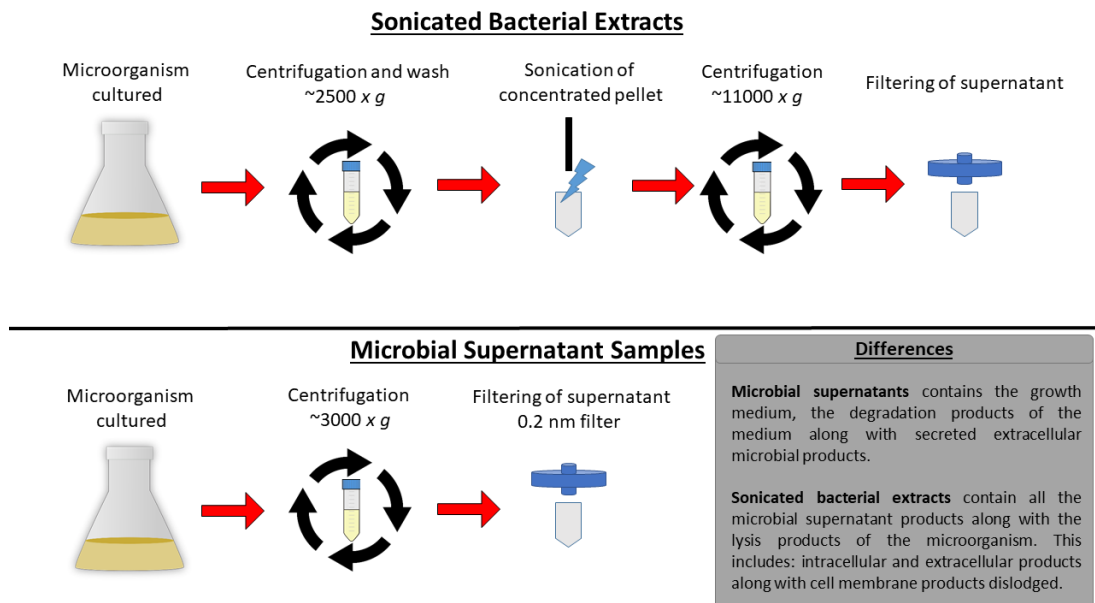 Sonicated Bacterial Extracts
Microorganism
cultured
Centrifugation and wash
~2500 x g
Sonication of
concentrated pellet
Centrifugation
~11000 x g
Filtering of supernatant
Microbial Supernatant Samples
Microorganism
cultured
Centrifugation
~3000 x g
Filtering of supernatant
0.2 nm filter
Differences
Microbial supernatants contains the growth
medium, the degradation products of the
medium along with secreted extracellular
microbial products.
Sonicated bacterial extracts contain all the
microbial supernatant products along with the
lysis products of the microorganism. This
includes: intracellular and extracellular products
along with cell membrane products dislodged.